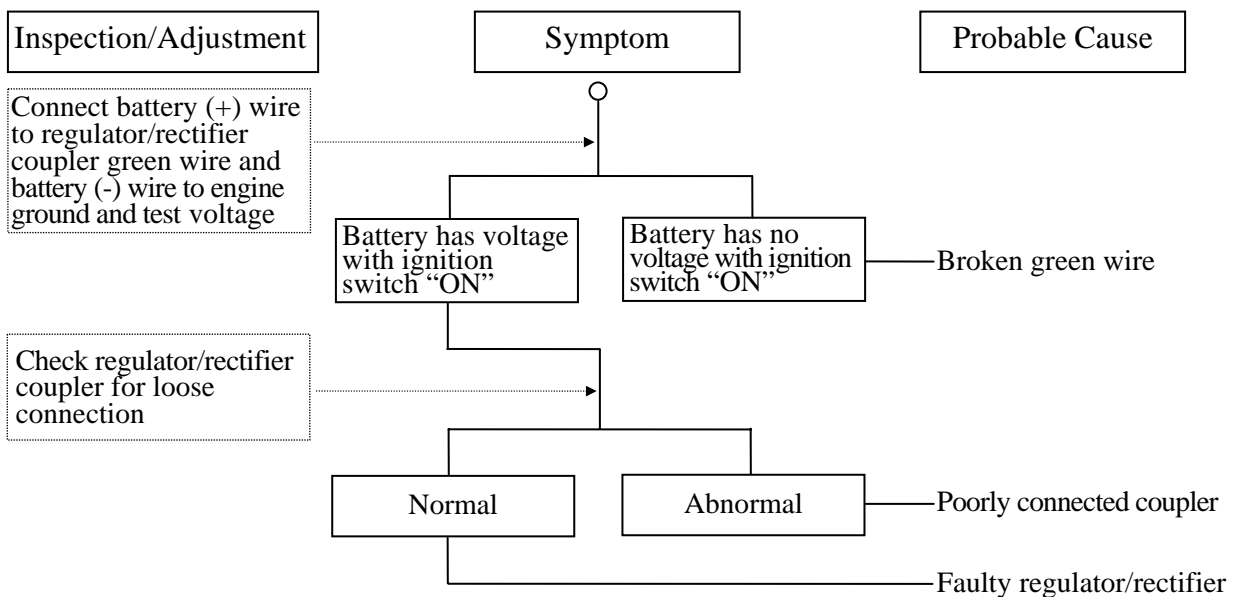 Inspection/Adjustment
Symptom
Probable Cause
Connect battery (+) wire
to regulator/rectifier
coupler green wire and
battery (-) wire to engine
ground and test voltage
Battery has voltage
with ignition
switch “ON”
Battery has no
voltage with ignition
switch “ON”
Broken green wire
Check regulator/rectifier
coupler for loose
connection
Normal
Abnormal
Poorly connected coupler
Faulty regulator/rectifier